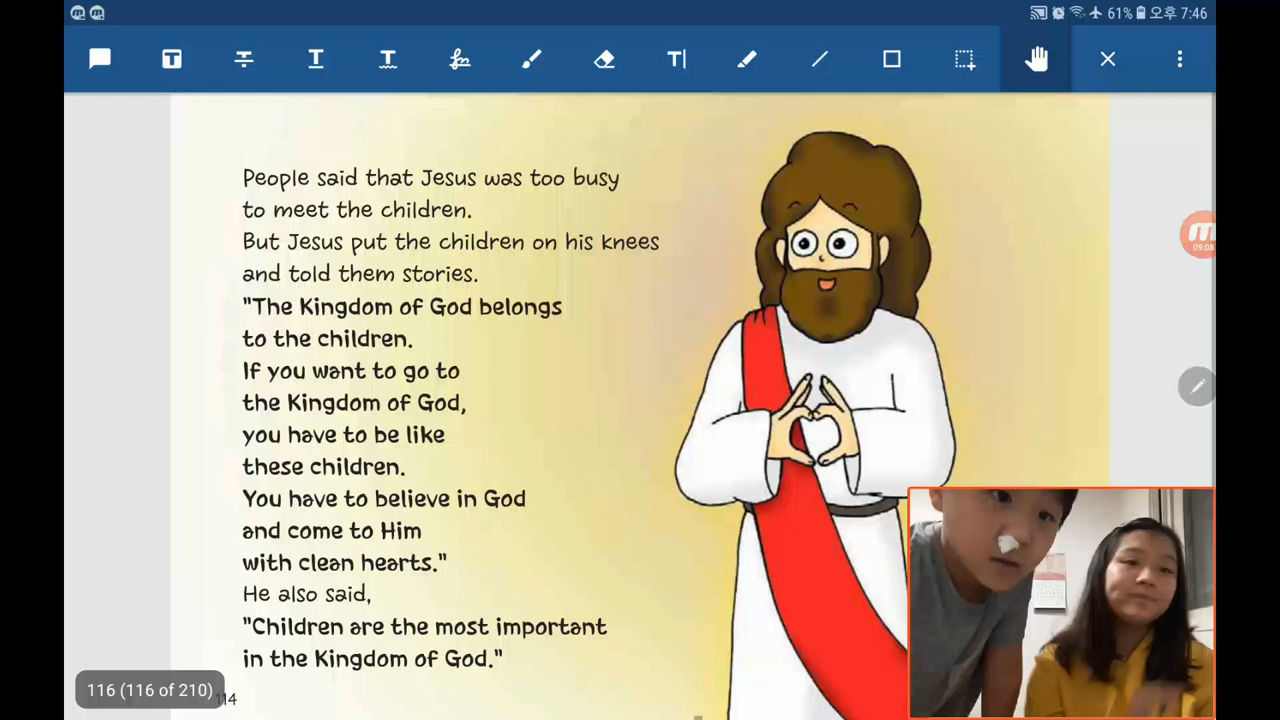 61% 오후 7:46
People said that Jesus was too busy
to meet the children.
But Jesus put the children on his knees
and told them stories.
"The Kingdom of God belongs
to the children.
If you want to go to
the Kingdom of God,
you have to be like
these children.
You have to believe in God
and come to Him
with clean hearts."
He also said,
"Children are the most important
in the Kingdom of God."
116 (116 of 210)
114
09:08